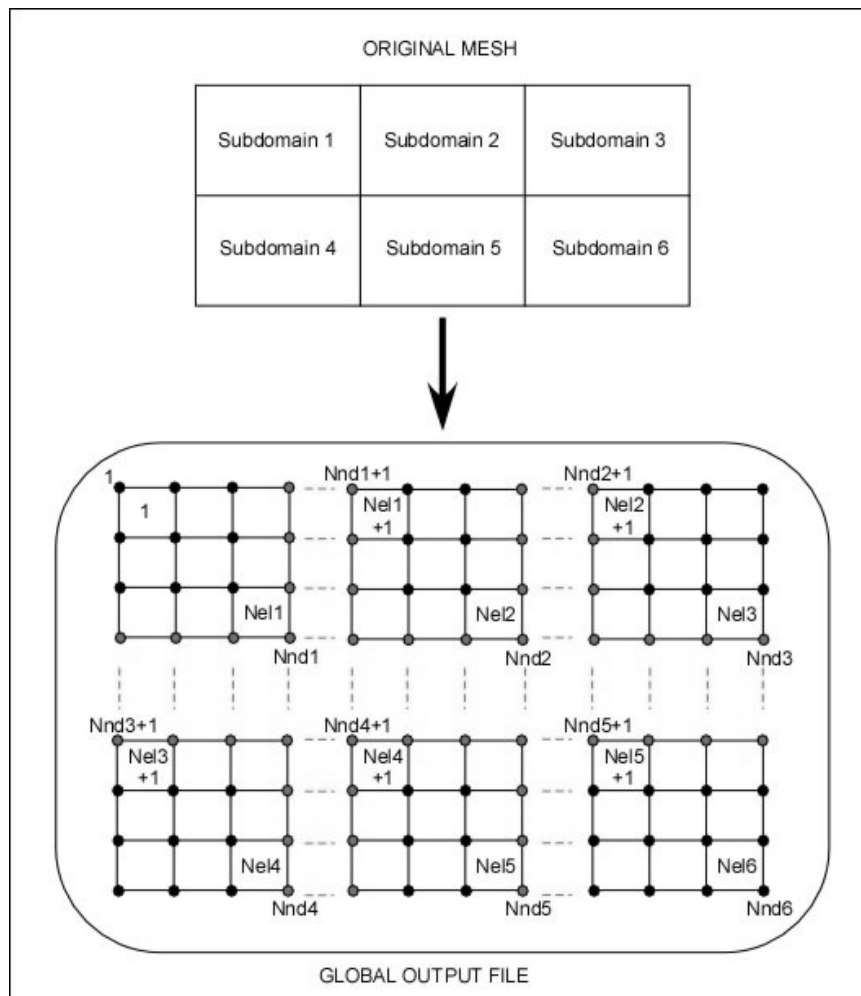 ORIGINAL MESH
Subdomain 1
Subdomain 2
Subdomain 3
Subdomain 4
Subdomain 5
Subdomain 6
1
Nnd1+1
Nnd2+1
1
Nel1
+1
Nel2
+1
Nel1
Nel2
Nel3
Nnd1
Nnd2
Nnd3
Nnd3+1
Nnd4+1
Nnd5+1
Nel3
+1
Nel4
+1
Nel5
+1
Nel4
Nel5
Nel6
Nnd4
Nnd5
Nnd6
GLOBAL OUTPUT FILE